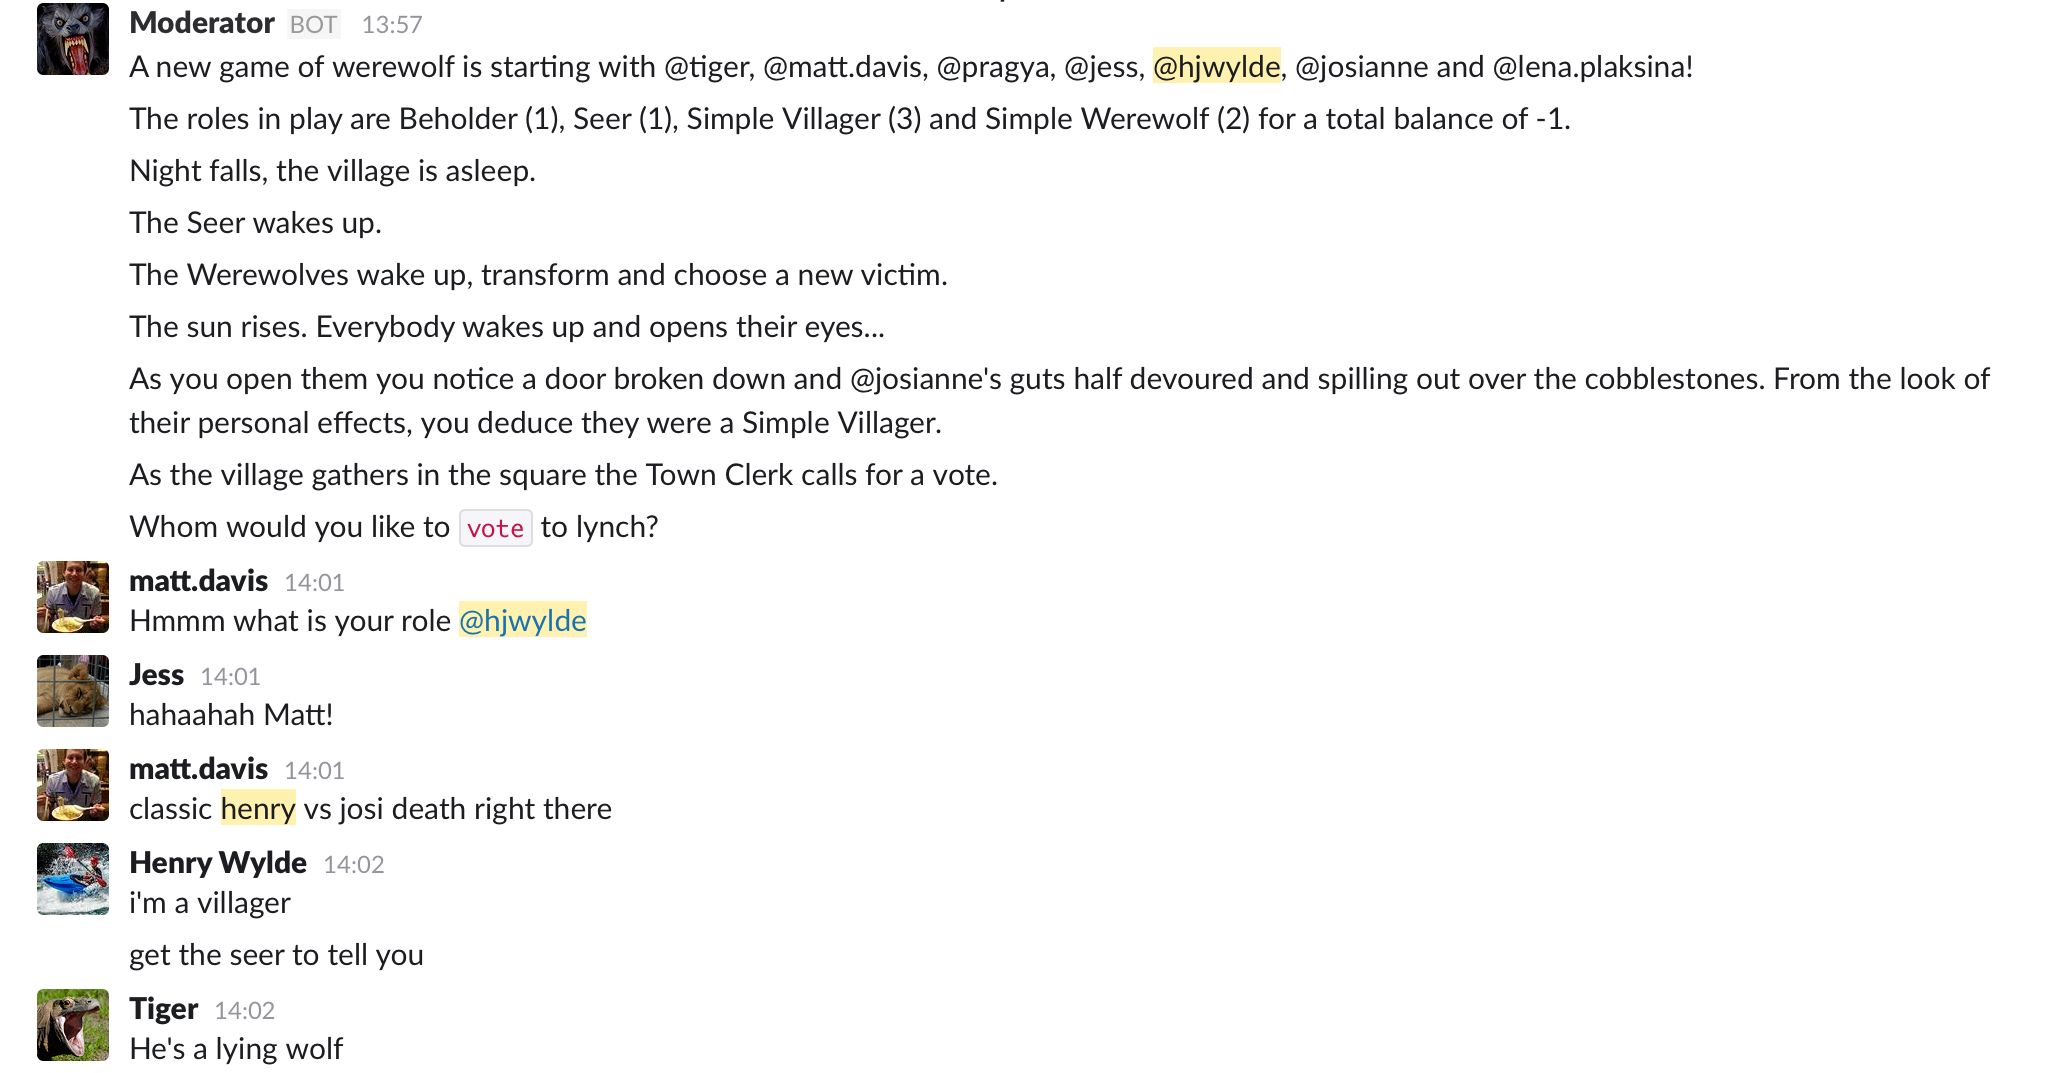 Moderator BOT 13:57
A new game of werewolf is starting with @tiger, @matt.davis, @pragya, @jess, @hjwylde, @josianne and @lena.plaksina!
The roles in play are Beholder (1), Seer (1), Simple Villager (3) and Simple Werewolf (2) for a total balance of -1.
Night falls, the village is asleep.
The Seer wakes up.
The Werewolves wake up, transform and choose a new victim.
The sun rises. Everybody wakes up and opens their eyes...
As you open them you notice a door broken down and @josianne's guts half devoured and spilling out over the cobblestones. From the look of
their personal effects, you deduce they were a Simple Villager.
As the village gathers in the square the Town Clerk calls for a vote.
Whom would you like to vote to lynch?
matt.davis 14:01
Hmmm what is your role @hjwylde
Jess 14:01
hahaahah Matt!
matt.davis 14:01
classic henry vs josi death right there
Henry Wylde 14:02
i'm a villager
get the seer to tell you
Tiger 14:02
He's a lying wolf